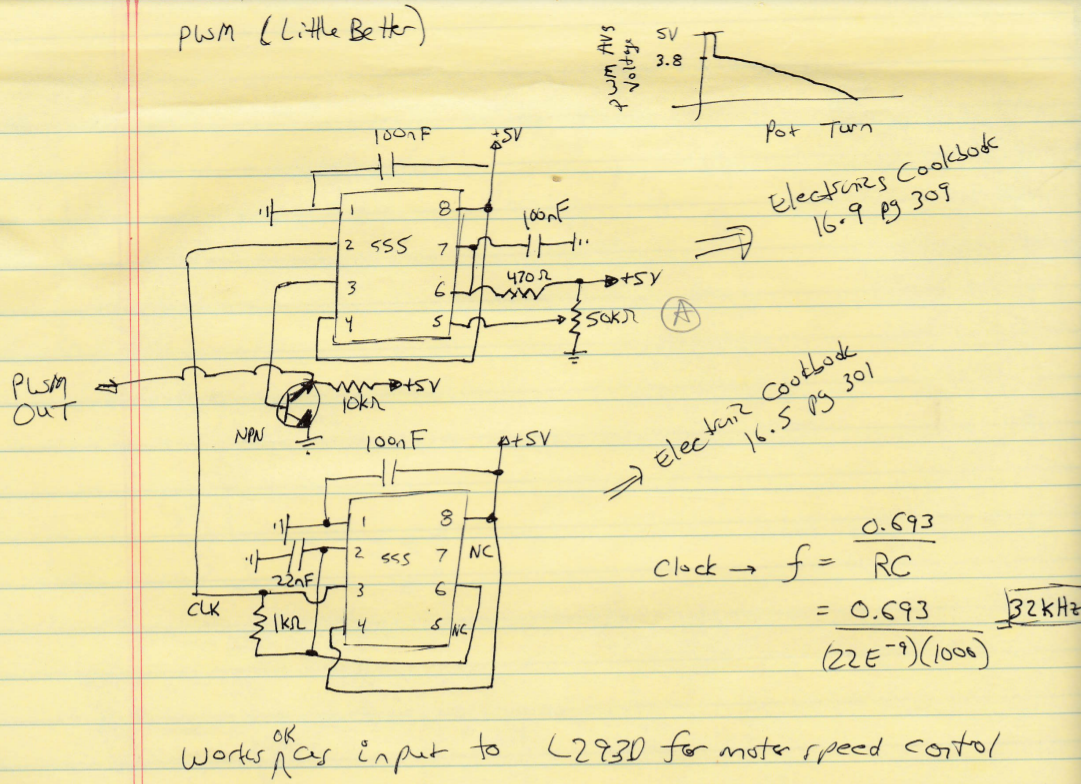 PWM (Little Better)
PWM AVG
Voltage
5V
3.8
Pot Turn
100nF
+5V
1
8
555
2
7
100nF
3
6
470Ω
+5V
4
5
50KΩ
A
Electronics Cookbook
16.9 pg 309
PWM
OUT
10KΩ
+5V
NPN
100nF
+5V
Electronic Cookbook
16.5 pg 301
1
8
22nF
2
555
7
NC
CLK
3
6
1KΩ
4
5
NC
Clock → f = 0.693
RC
= 0.693
(22E⁻⁹)(1000)
= 32KHz
Works OK as input to L293D for motor speed control